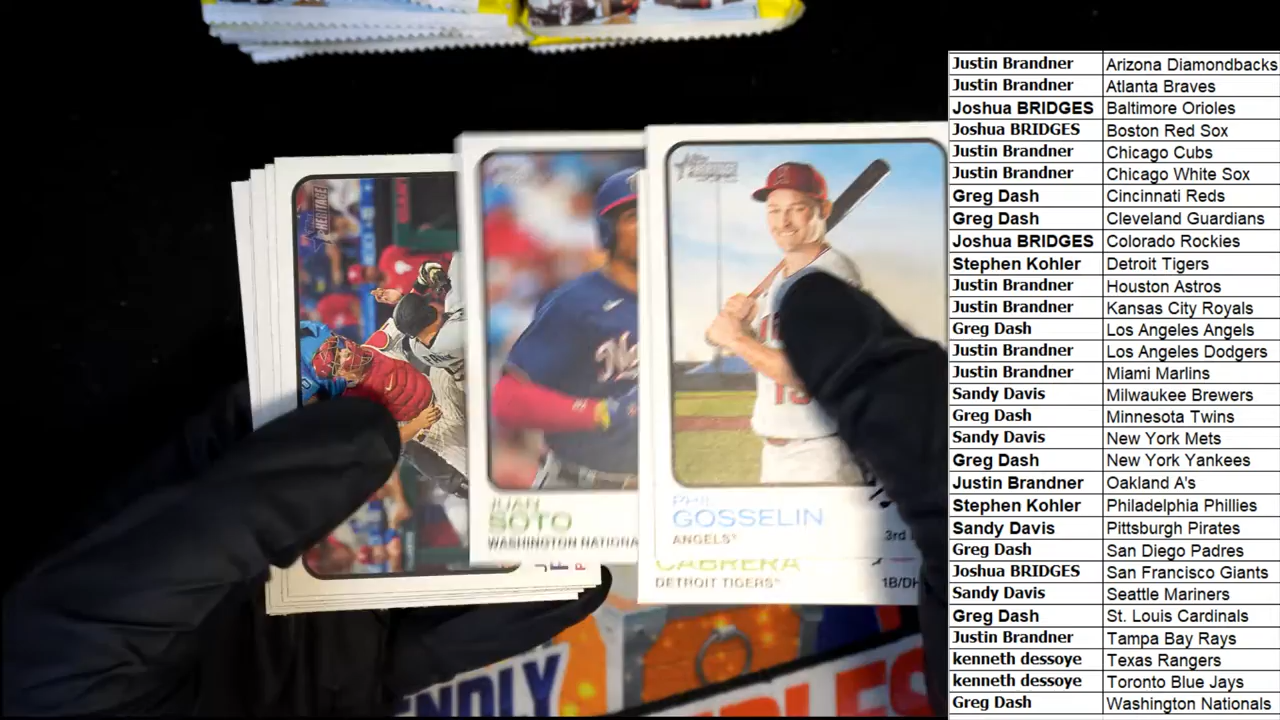 HERITAGE
JUAN
SOTO
WASHINGTON NATIONA
HERITAGE
PHIL
GOSSELIN
ANGELS
3rd
15
CABRERA
DETROIT TIGERS
1B/DH
NDLY
Justin Brandner Arizona Diamondbacks
Justin Brandner Atlanta Braves
Joshua BRIDGES Baltimore Orioles
Joshua BRIDGES Boston Red Sox
Justin Brandner Chicago Cubs
Justin Brandner Chicago White Sox
Greg Dash Cincinnati Reds
Greg Dash Cleveland Guardians
Joshua BRIDGES Colorado Rockies
Stephen Kohler Detroit Tigers
Justin Brandner Houston Astros
Justin Brandner Kansas City Royals
Greg Dash Los Angeles Angels
Justin Brandner Los Angeles Dodgers
Justin Brandner Miami Marlins
Sandy Davis Milwaukee Brewers
Greg Dash Minnesota Twins
Sandy Davis New York Mets
Greg Dash New York Yankees
Justin Brandner Oakland A's
Stephen Kohler Philadelphia Phillies
Sandy Davis Pittsburgh Pirates
Greg Dash San Diego Padres
Joshua BRIDGES San Francisco Giants
Sandy Davis Seattle Mariners
Greg Dash St. Louis Cardinals
Justin Brandner Tampa Bay Rays
kenneth dessoye Texas Rangers
kenneth dessoye Toronto Blue Jays
Greg Dash Washington Nationals